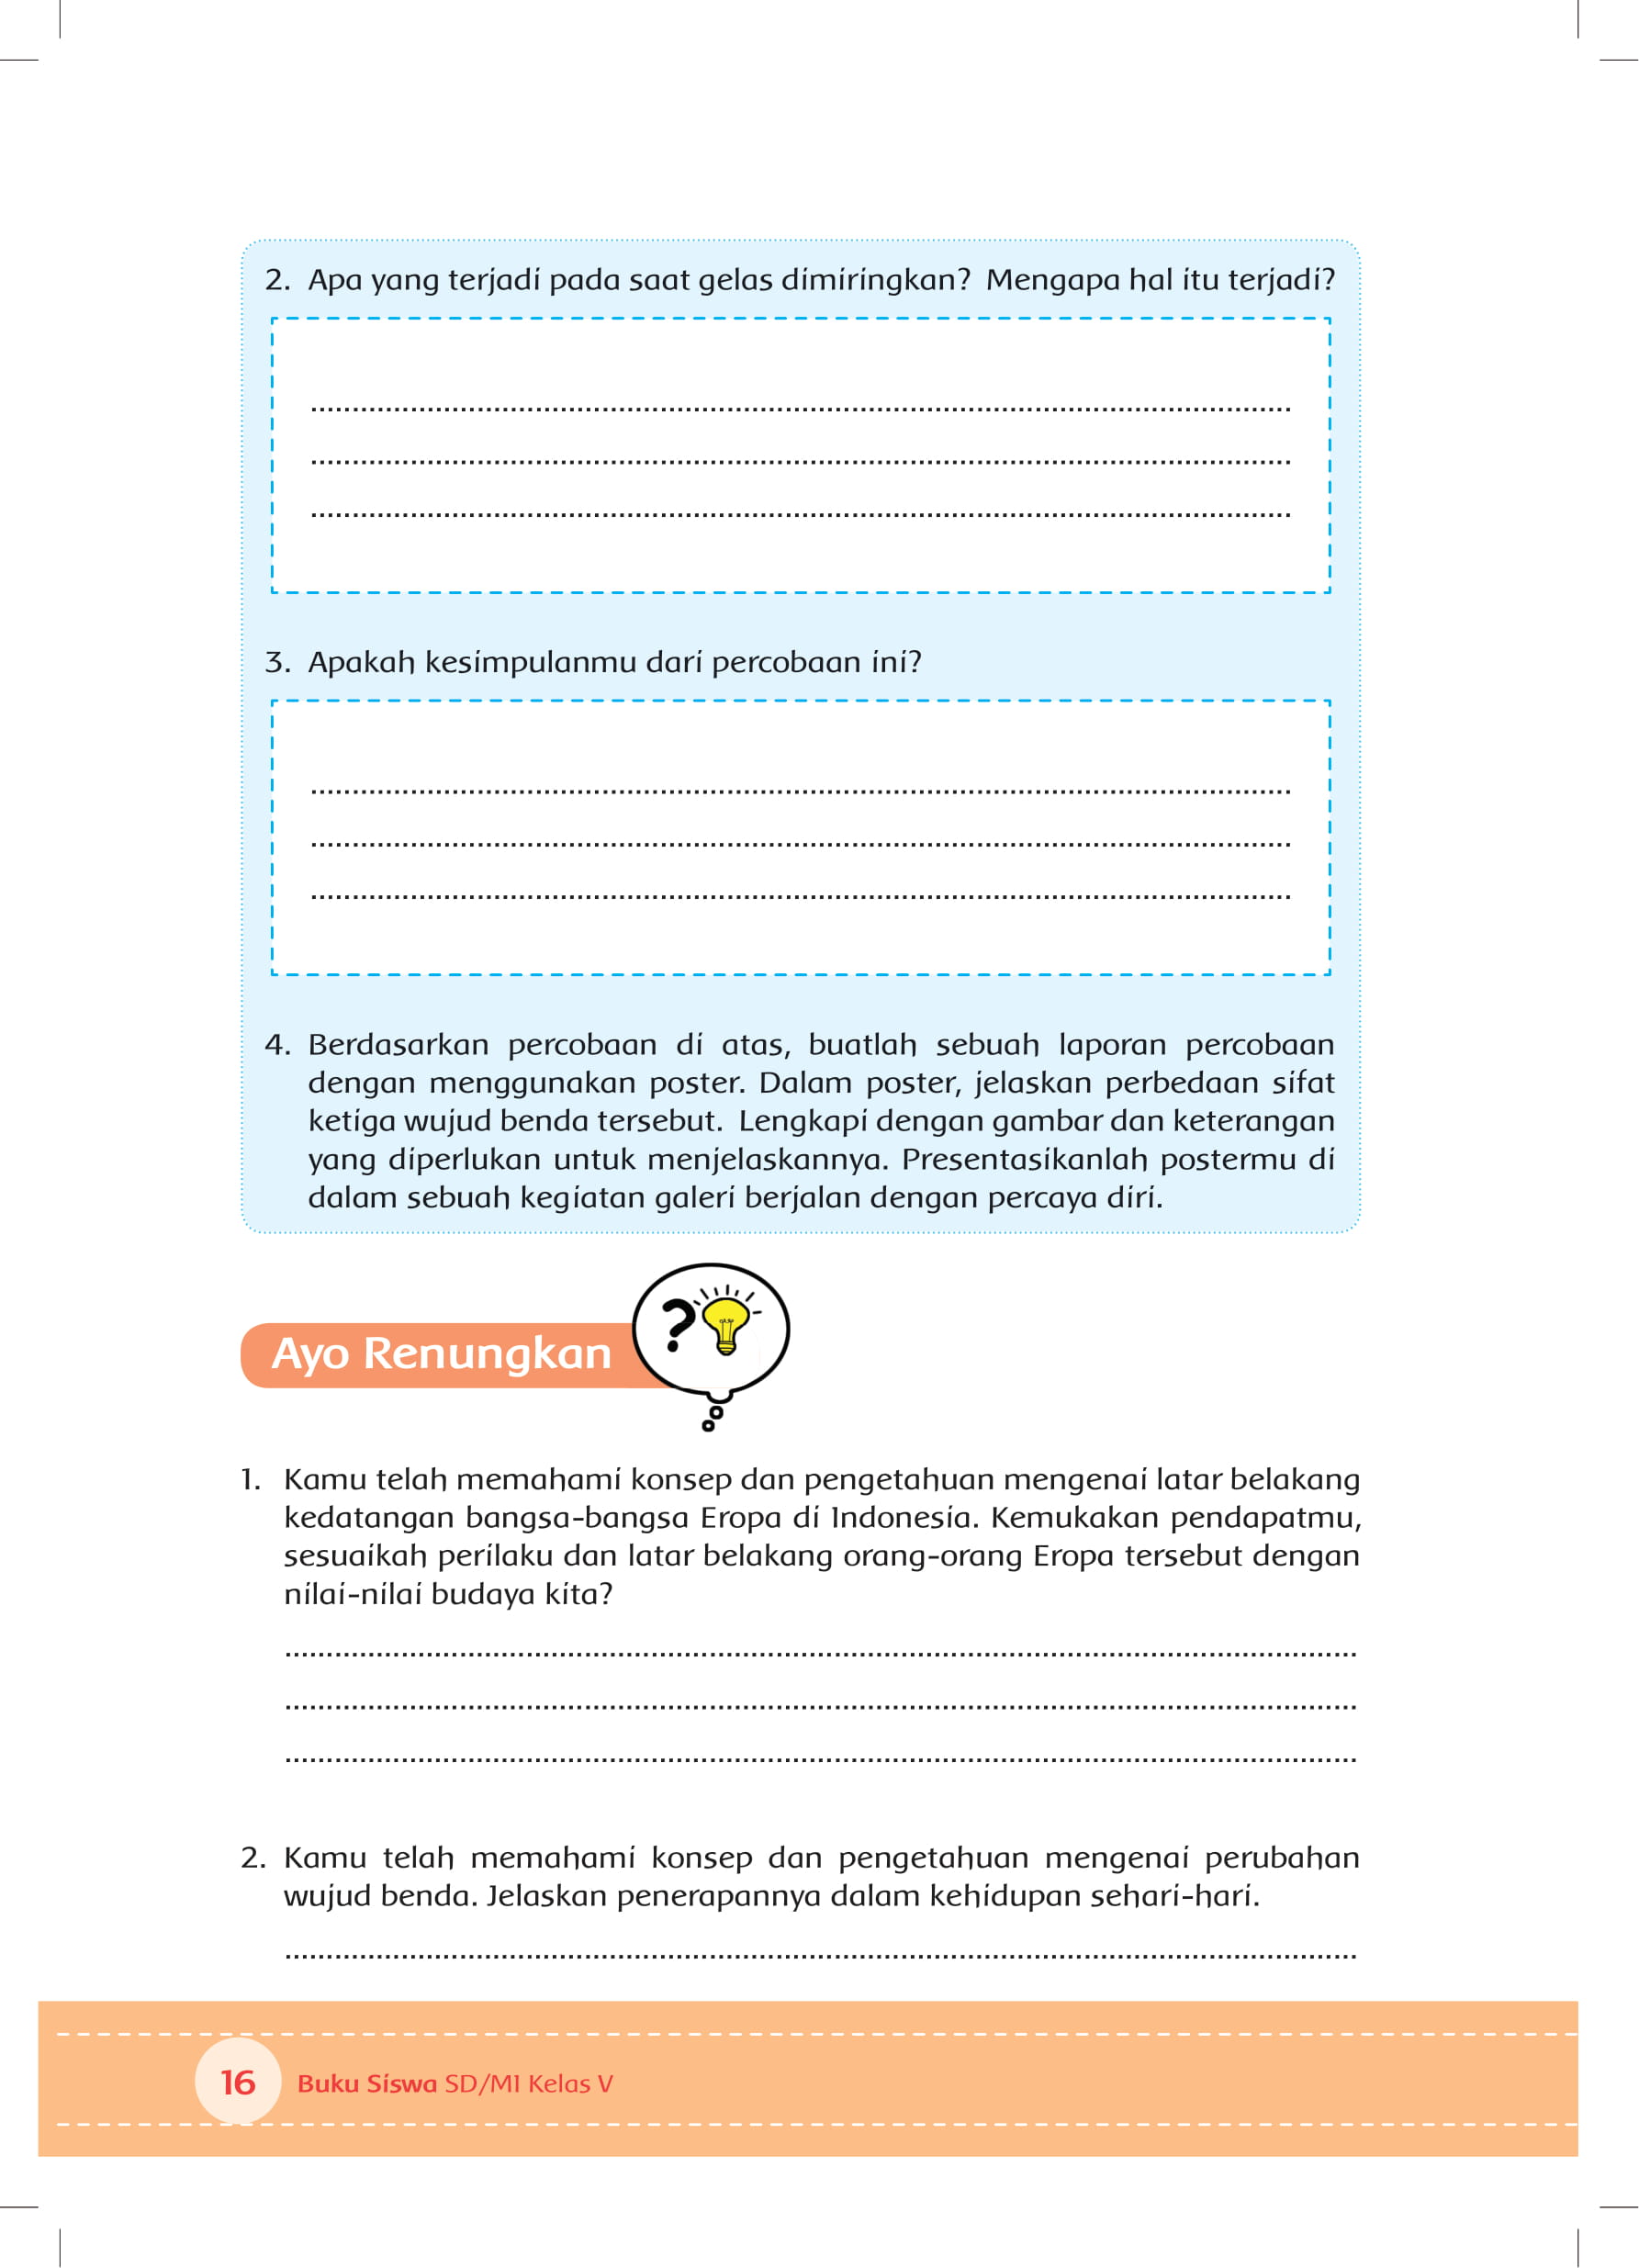 2. Apa yang terjadi pada saat gelas dimiringkan? Mengapa hal itu terjadi?
3. Apakah kesimpulanmu dari percobaan ini?
4. Berdasarkan percobaan di atas, buatlah sebuah laporan percobaan
dengan menggunakan poster. Dalam poster, jelaskan perbedaan sifat
ketiga wujud benda tersebut. Lengkapi dengan gambar dan keterangan
yang diperlukan untuk menjelaskannya. Presentasikanlah postermu di
dalam sebuah kegiatan galeri berjalan dengan percaya diri.
Ayo Renungkan
?
1. Kamu telah memahami konsep dan pengetahuan mengenai latar belakang
kedatangan bangsa-bangsa Eropa di Indonesia. Kemukakan pendapatmu,
sesuaikah perilaku dan latar belakang orang-orang Eropa tersebut dengan
nilai-nilai budaya kita?
2. Kamu telah memahami konsep dan pengetahuan mengenai perubahan
wujud benda. Jelaskan penerapannya dalam kehidupan sehari-hari.
16 Buku Siswa SD/MI Kelas V